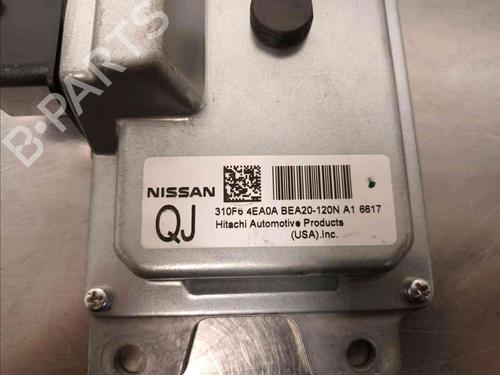 B-PARTS
NISSAN
QJ
310F6 4EA0A BEA20-120N A1 6617
Hitachi Automotive Products
(USA).Inc.